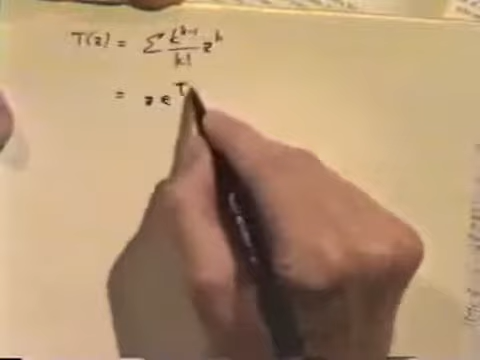 T(z) = Σ k^{k-1}/k! z^k
= z e^T